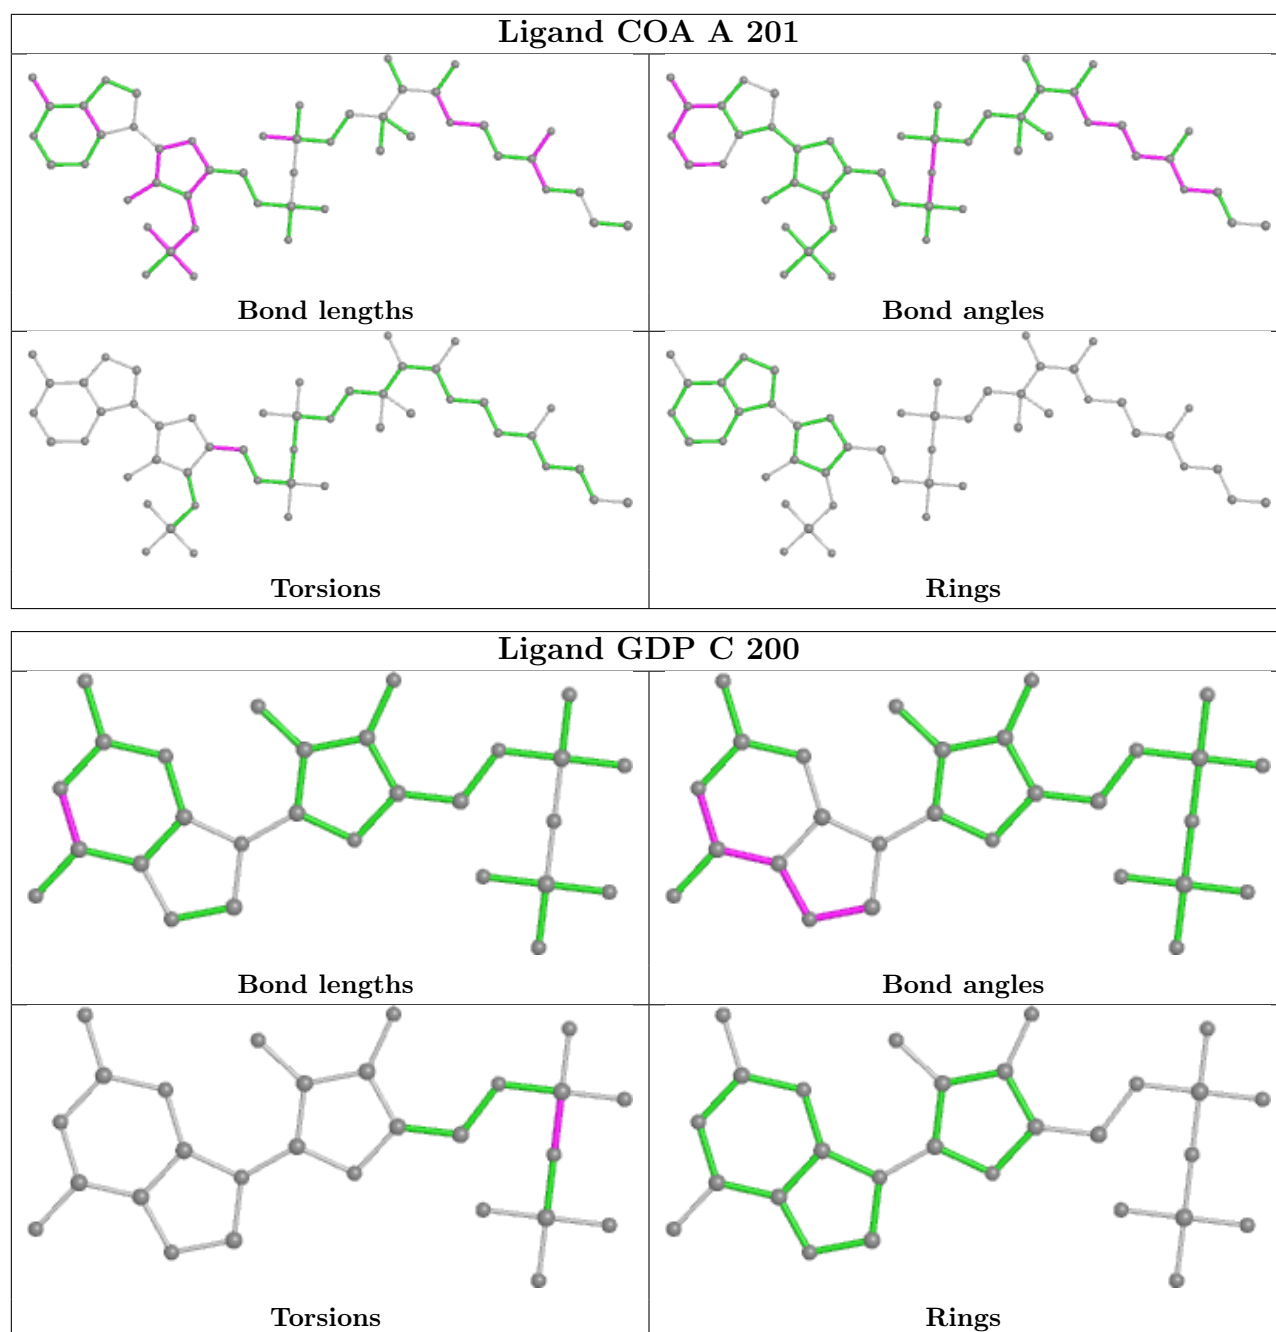 Ligand COA A 201
Bond lengths
Bond angles
Torsions
Rings
Ligand GDP C 200
Bond lengths
Bond angles
Torsions
Rings